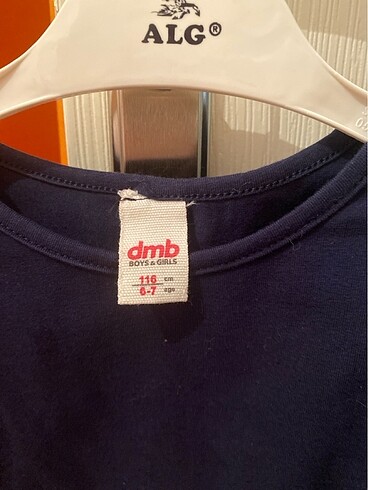 ALG®
dmb
BOYS & GIRLS
116 cm
6-7 age